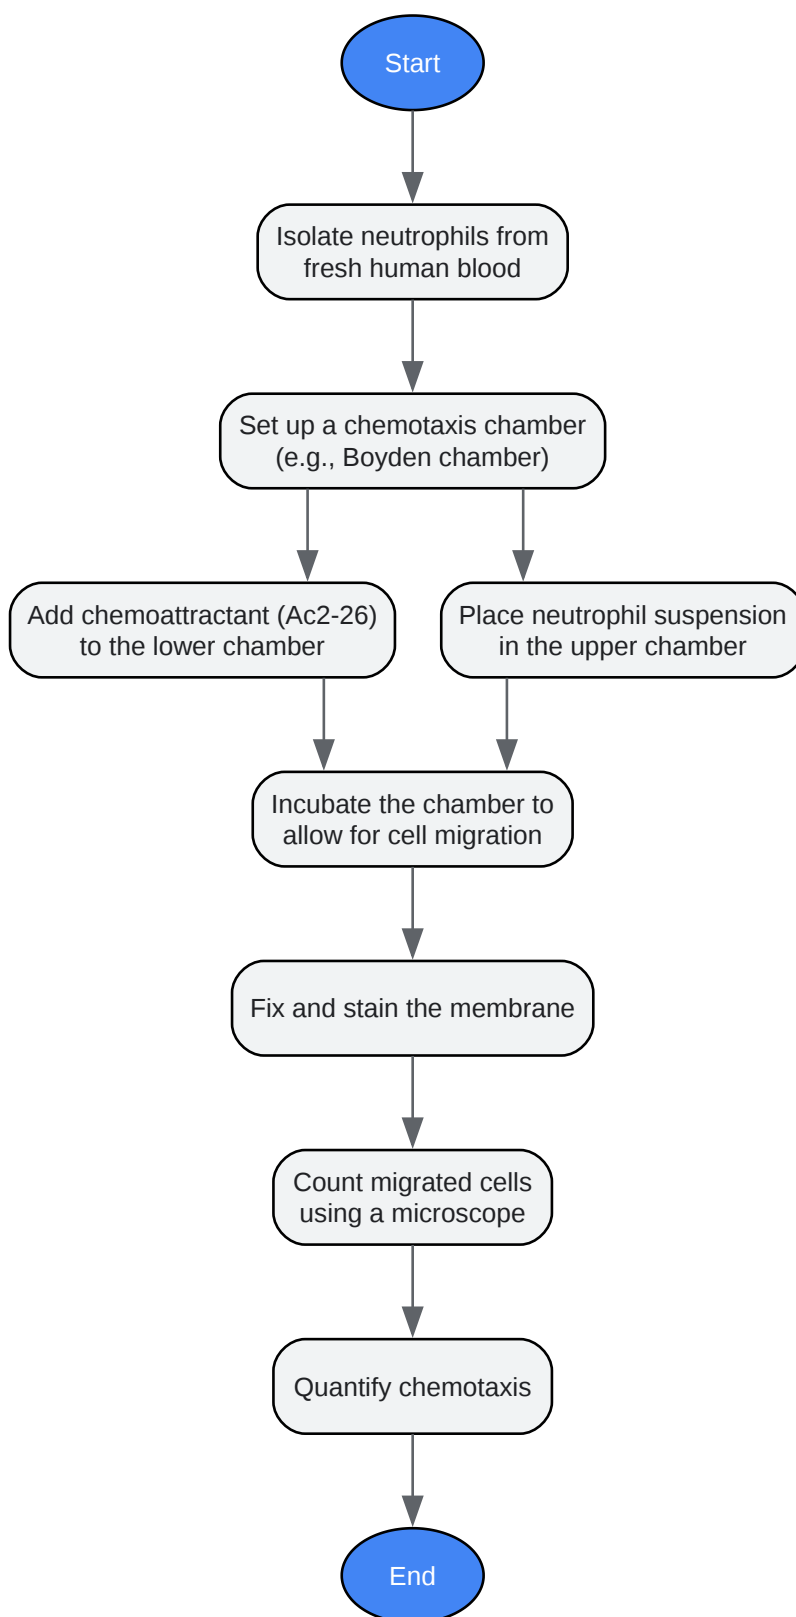 Start
Isolate neutrophils from
fresh human blood
Set up a chemotaxis chamber
(e.g., Boyden chamber)
Add chemoattractant (Ac2-26)
to the lower chamber
Place neutrophil suspension
in the upper chamber
Incubate the chamber to
allow for cell migration
Fix and stain the membrane
Count migrated cells
using a microscope
Quantify chemotaxis
End